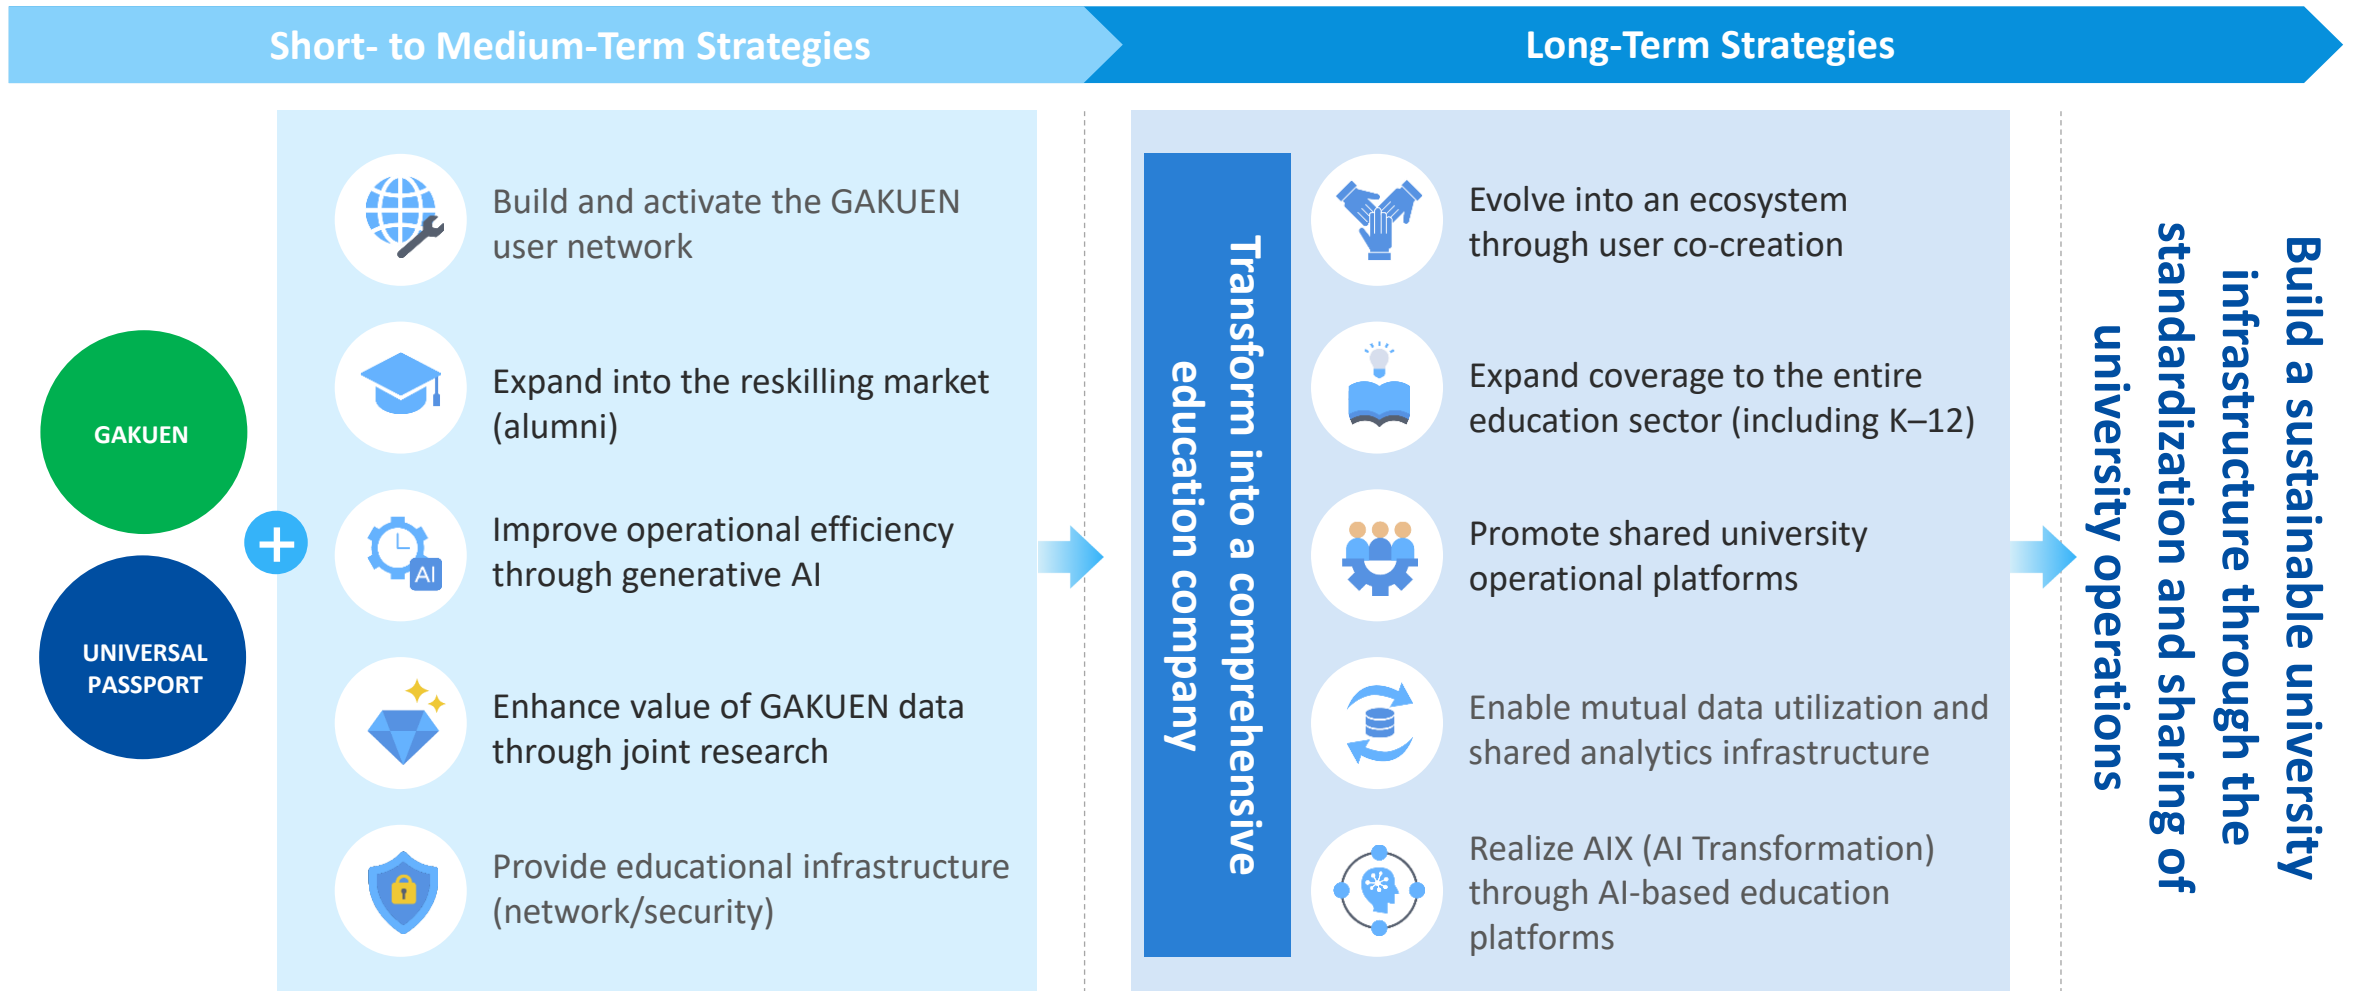 Short- to Medium-Term Strategies
Long-Term Strategies
GAKUEN
UNIVERSAL
PASSPORT
+
Build and activate the GAKUEN
user network
Expand into the reskilling market
(alumni)
Improve operational efficiency
through generative AI
AI
Enhance value of GAKUEN data
through joint research
Provide educational infrastructure
(network/security)
Transform into a comprehensive
education company
Evolve into an ecosystem
through user co-creation
Expand coverage to the entire
education sector (including K–12)
Promote shared university
operational platforms
Enable mutual data utilization and
shared analytics infrastructure
Realize AIX (AI Transformation)
through AI-based education
platforms
Build a sustainable university
infrastructure through the
standardization and sharing of
university operations